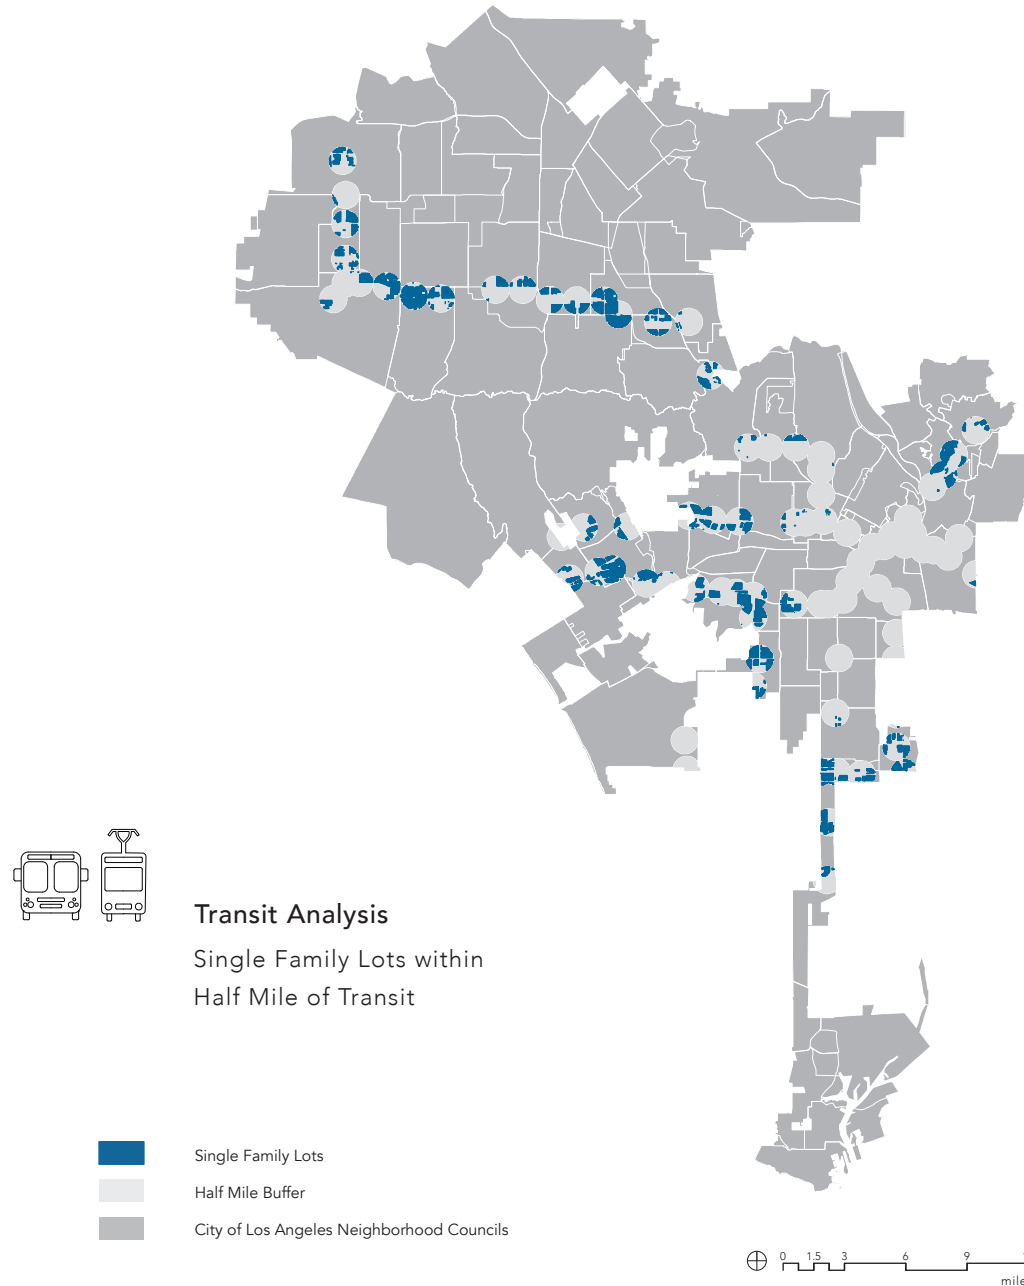 Transit Analysis
Single Family Lots within
Half Mile of Transit
Single Family Lots
Half Mile Buffer
City of Los Angeles Neighborhood Councils
0 1.5 3 6 9